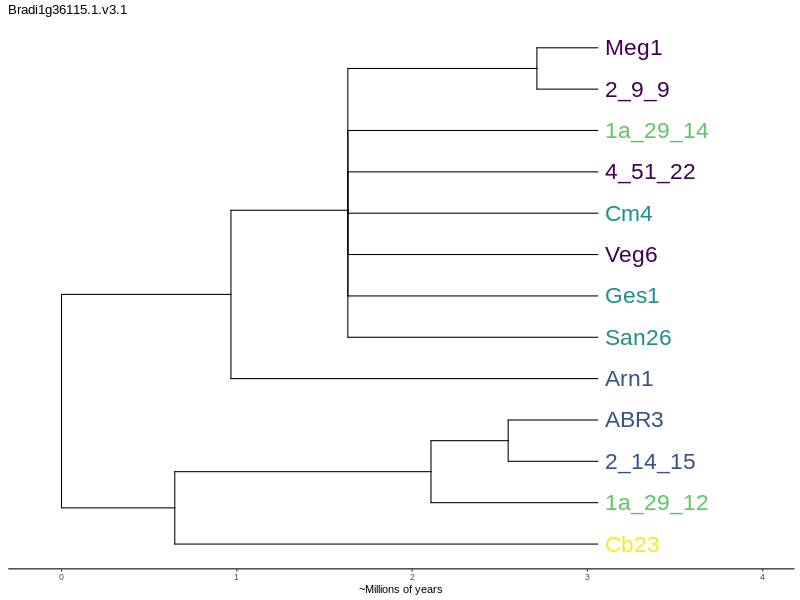 Bradi1g36115.1.v3.1
Meg1
2_9_9
1a_29_14
4_51_22
Cm4
Veg6
Ges1
San26
Arn1
ABR3
2_14_15
1a_29_12
Cb23
0 1 2 3 4
~Millions of years